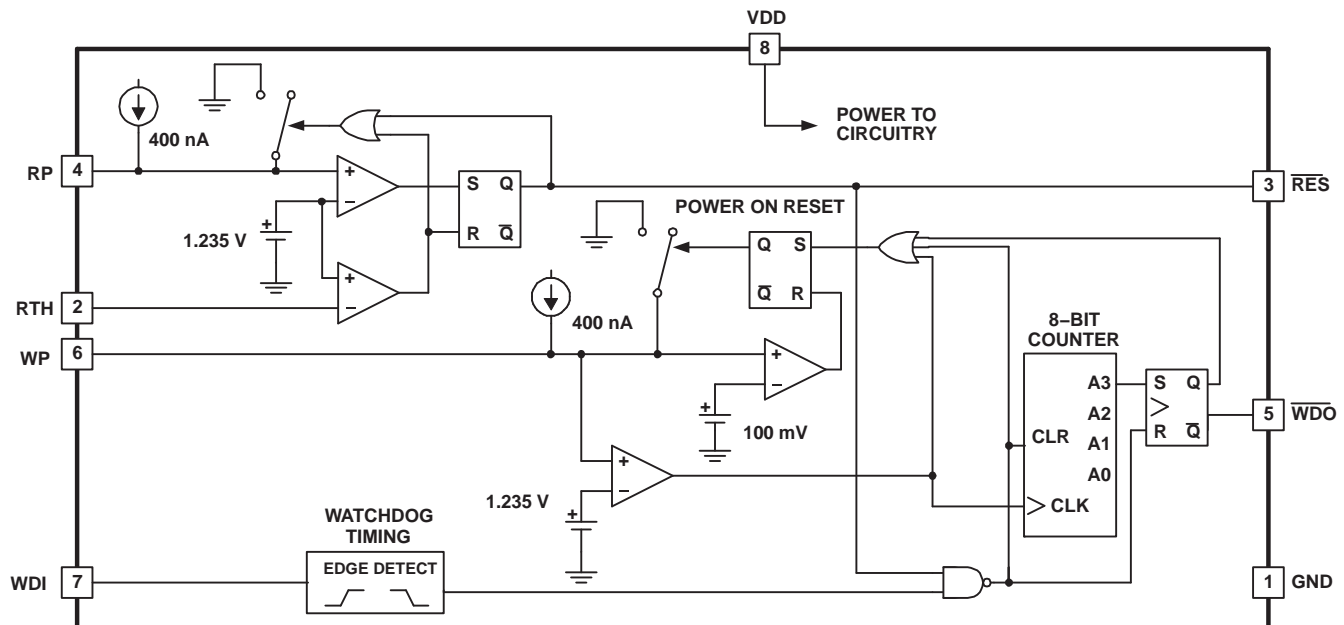 VDD
8
POWER TO
CIRCUITRY
400 nA
RP
4
+
−
S Q
R Q̅
3
R̅E̅S̅
+
1.235 V
POWER ON RESET
+
−
RTH
2
Q S
Q̅ R
400 nA
8−BIT
COUNTER
WP
6
+
−
A3
A2
A1
A0
CLR
CLK
S Q
R Q̅
5
W̅D̅O̅
+
100 mV
+
−
1.235 V
+
WATCHDOG
TIMING
EDGE DETECT
WDI
7
1
GND